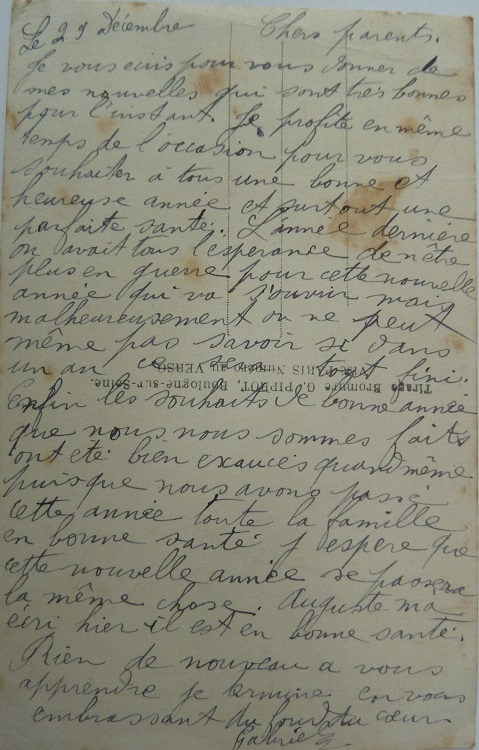 Le 29 Décembre Chers parents.
Je vous ecris pour vous donner de
mes nouvelles qui sont très bonnes
pour l'instant. Je profite en même
temps de l'occasion pour vous
souhaiter à tous une bonne et
heureuse année et surtout une
parfaite santé. L'année dernière
on avait tous l'espérance de n'être
plus en guerre pour cette nouvelle
année qui va s'ouvrir mais
malheureusement on ne peut
même pas savoir si dans
un an ce sera tout fini.
Tirage Bromure G. PIPROT, Boulogne-sur-Seine.
PARIS Numéro au VERSO
Enfin les souhaits de bonne année
que nous nous sommes faits
ont été bien exaucés quand même
puisque nous avons passé
cette année toute la famille
en bonne santé j'espère que
cette nouvelle année se passera
la même chose. Auguste ma
écri hier il est en bonne santé.
Rien de nouveau a vous
apprendre je termine en vous
embrassant du fond du cœur
Gabriel